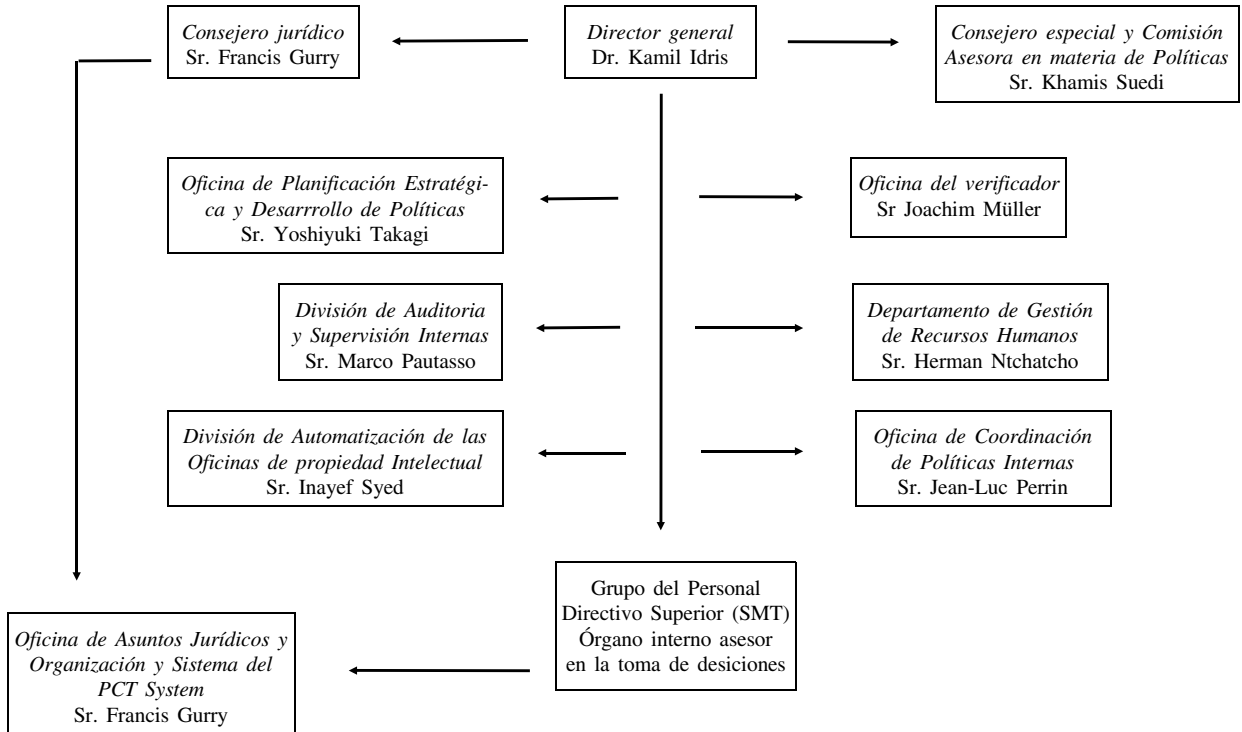 Consejero jurídico
Sr. Francis Gurry
Director general
Dr. Kamil Idris
Consejero especial y Comisión
Asesora en materia de Políticas
Sr. Khamis Suedi
Oficina de Planificación Estratégi-
ca y Desarrrollo de Políticas
Sr. Yoshiyuki Takagi
Oficina del verificador
Sr Joachim Müller
División de Auditoria
y Supervisión Internas
Sr. Marco Pautasso
Departamento de Gestión
de Recursos Humanos
Sr. Herman Ntchatcho
División de Automatización de las
Oficinas de propiedad Intelectual
Sr. Inayef Syed
Oficina de Coordinación
de Políticas Internas
Sr. Jean-Luc Perrin
Grupo del Personal
Directivo Superior (SMT)
Órgano interno asesor
en la toma de desiciones
Oficina de Asuntos Jurídicos y
Organización y Sistema del
PCT System
Sr. Francis Gurry